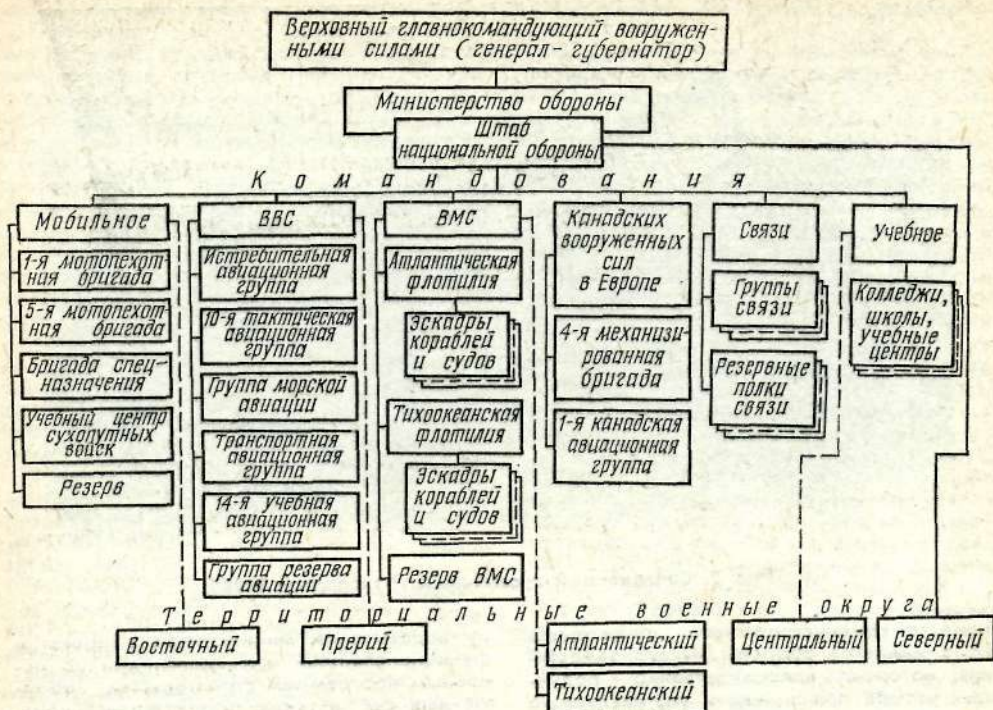 Верховный главнокомандующий вооружен-
ными силами (генерал-губернатор)
Министерство обороны
Штаб
национальной обороны
Командования
Мобильное
1-я мотопехот-
ная бригада
5-я мотопехот-
ная бригада
Бригада спец-
назначения
Учебный центр
сухопутных
войск
Резерв
ВВС
Истребительная
авиационная
группа
10-я тактическая
авиационная
группа
Группа морской
авиации
Транспортная
авиационная
группа
14-я учебная
авиационная
группа
Группа резерва
авиации
ВМС
Атлантическая
флотилия
Эскадры
кораблей
и судов
Тихоокеанская
флотилия
Эскадры
кораблей
и судов
Резерв ВМС
Канадских
вооруженных
сил
в Европе
4-я механизи-
рованная
бригада
1-я канадская
авиационная
группа
Связи
Группы
связи
Резервные
полки
связи
Учебное
Колледжи,
школы,
учебные
центры
Территориальные военные округа
Восточный
Прерий
Атлантический
Тихоокеанский
Центральный
Северный